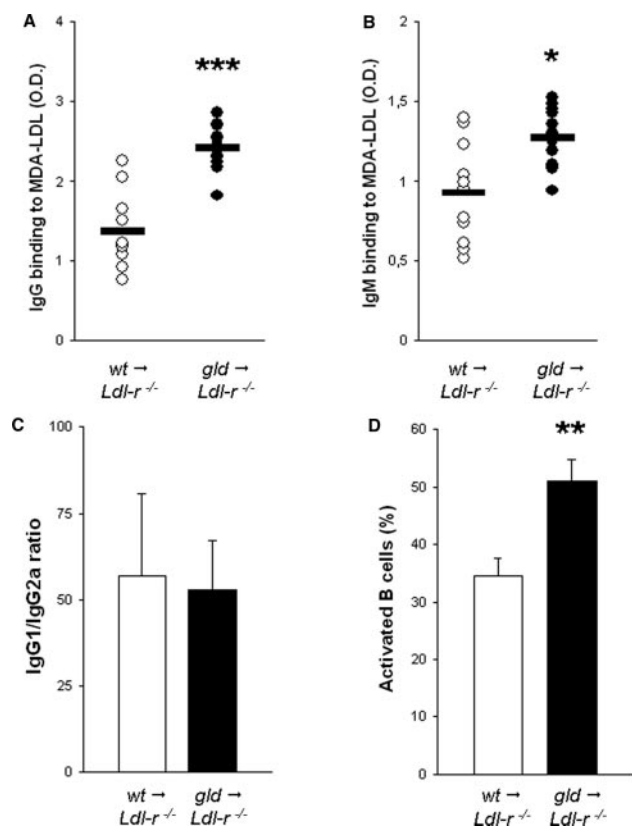 A
IgG binding to MDA-LDL (O.D.)
4
3
2
1
0
***
wt → gld →
Ldl-r -/- Ldl-r -/-
B
IgM binding to MDA-LDL (O.D.)
2
1,5
1
0,5
0
*
wt → gld →
Ldl-r -/- Ldl-r -/-
C
IgG1/IgG2a ratio
100
75
50
25
0
wt → gld →
Ldl-r -/- Ldl-r -/-
D
Activated B cells (%)
60
50
40
30
20
10
0
**
wt → gld →
Ldl-r -/- Ldl-r -/-